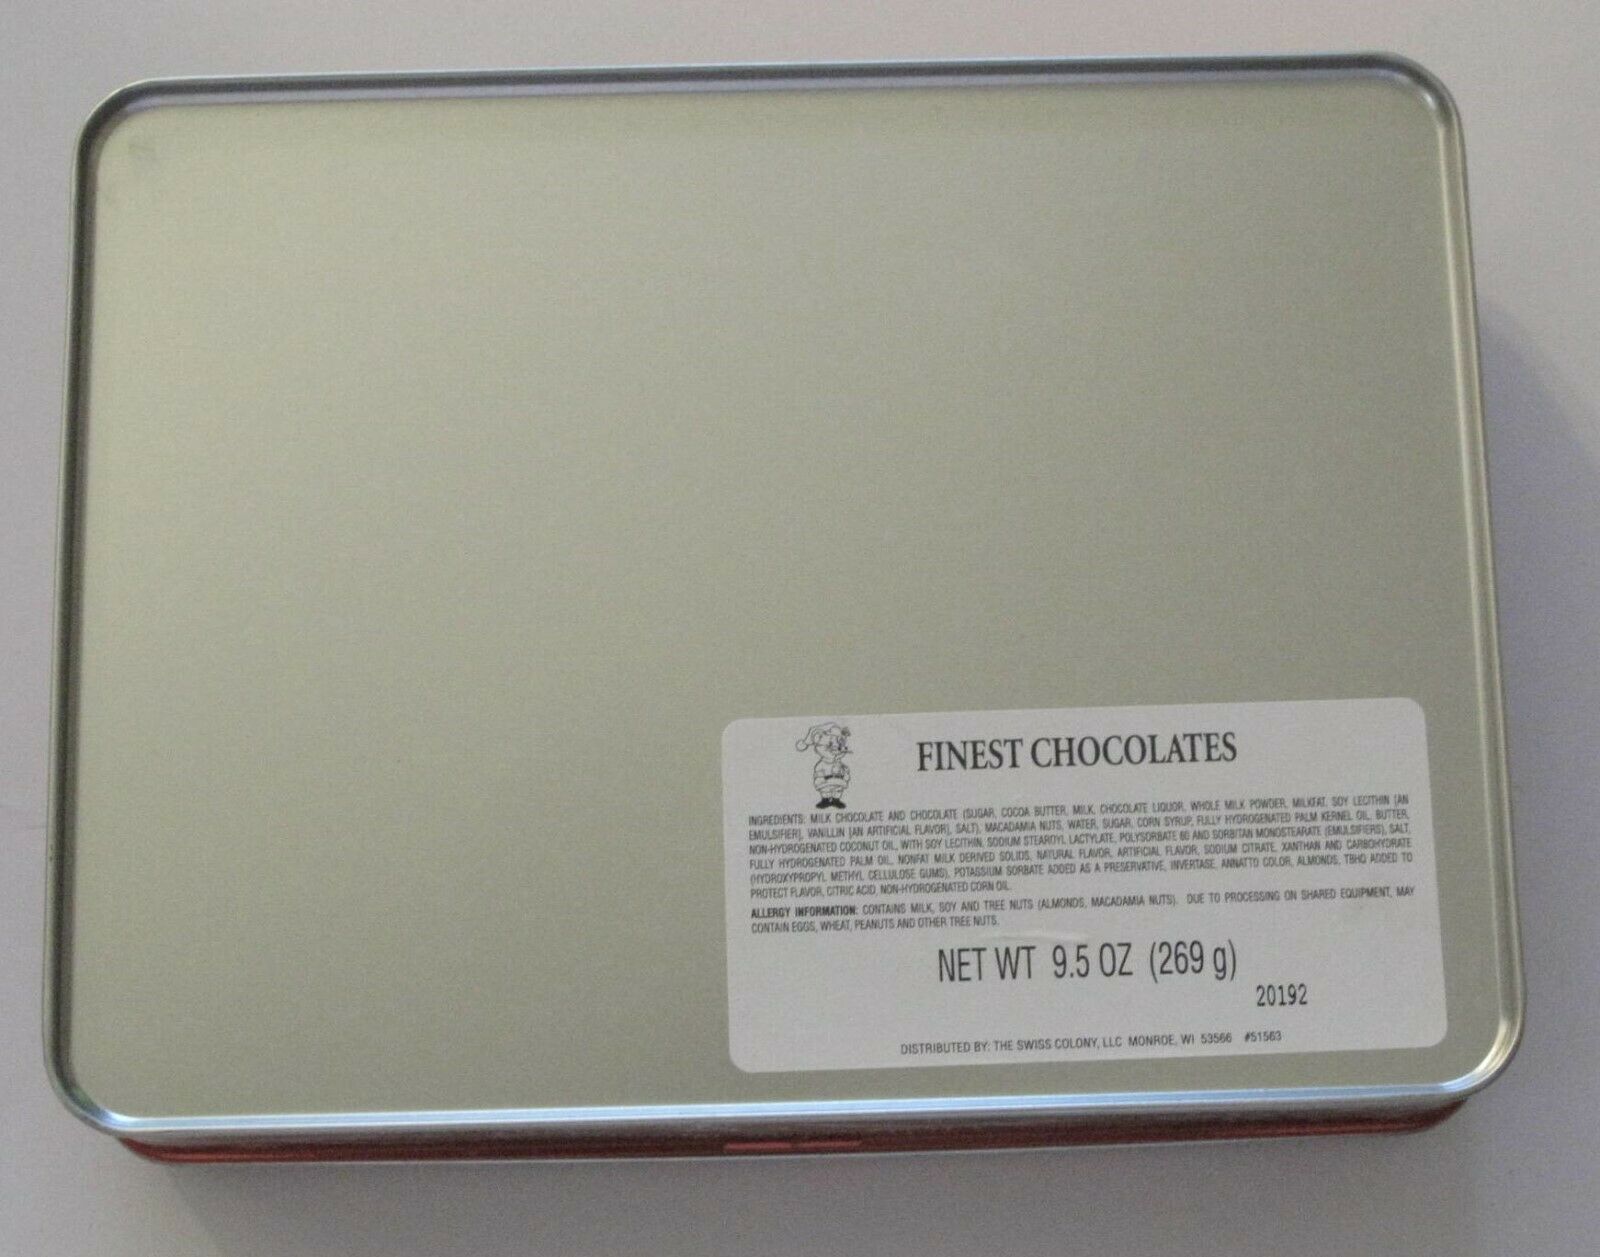 FINEST CHOCOLATES
INGREDIENTS: MILK CHOCOLATE AND CHOCOLATE (SUGAR, COCOA BUTTER, MILK, CHOCOLATE LIQUOR, WHOLE MILK POWDER, MILKFAT, SOY LECITHIN [AN
EMULSIFIER], VANILLIN [AN ARTIFICIAL FLAVOR], SALT), MACADAMIA NUTS, WATER, SUGAR, CORN SYRUP, FULLY HYDROGENATED PALM KERNEL OIL, BUTTER,
NON-HYDROGENATED COCONUT OIL, WITH SOY LECITHIN, SODIUM STEAROYL LACTYLATE, POLYSORBATE 60 AND SORBITAN MONOSTEARATE (EMULSIFIERS), SALT,
FULLY HYDROGENATED PALM OIL, NONFAT MILK DERIVED SOLIDS, NATURAL FLAVOR, ARTIFICIAL FLAVOR, SODIUM CITRATE, XANTHAN AND CARBOHYDRATE
(HYDROXYPROPYL METHYL CELLULOSE GUMS), POTASSIUM SORBATE ADDED AS A PRESERVATIVE, INVERTASE, ANNATTO COLOR, ALMONDS, TBHQ ADDED TO
PROTECT FLAVOR, CITRIC ACID, NON-HYDROGENATED CORN OIL.
ALLERGY INFORMATION: CONTAINS MILK, SOY AND TREE NUTS (ALMONDS, MACADAMIA NUTS). DUE TO PROCESSING ON SHARED EQUIPMENT, MAY
CONTAIN EGGS, WHEAT, PEANUTS AND OTHER TREE NUTS.
NET WT 9.5 OZ (269 g)
20192
DISTRIBUTED BY: THE SWISS COLONY, LLC MONROE, WI 53566 #51563